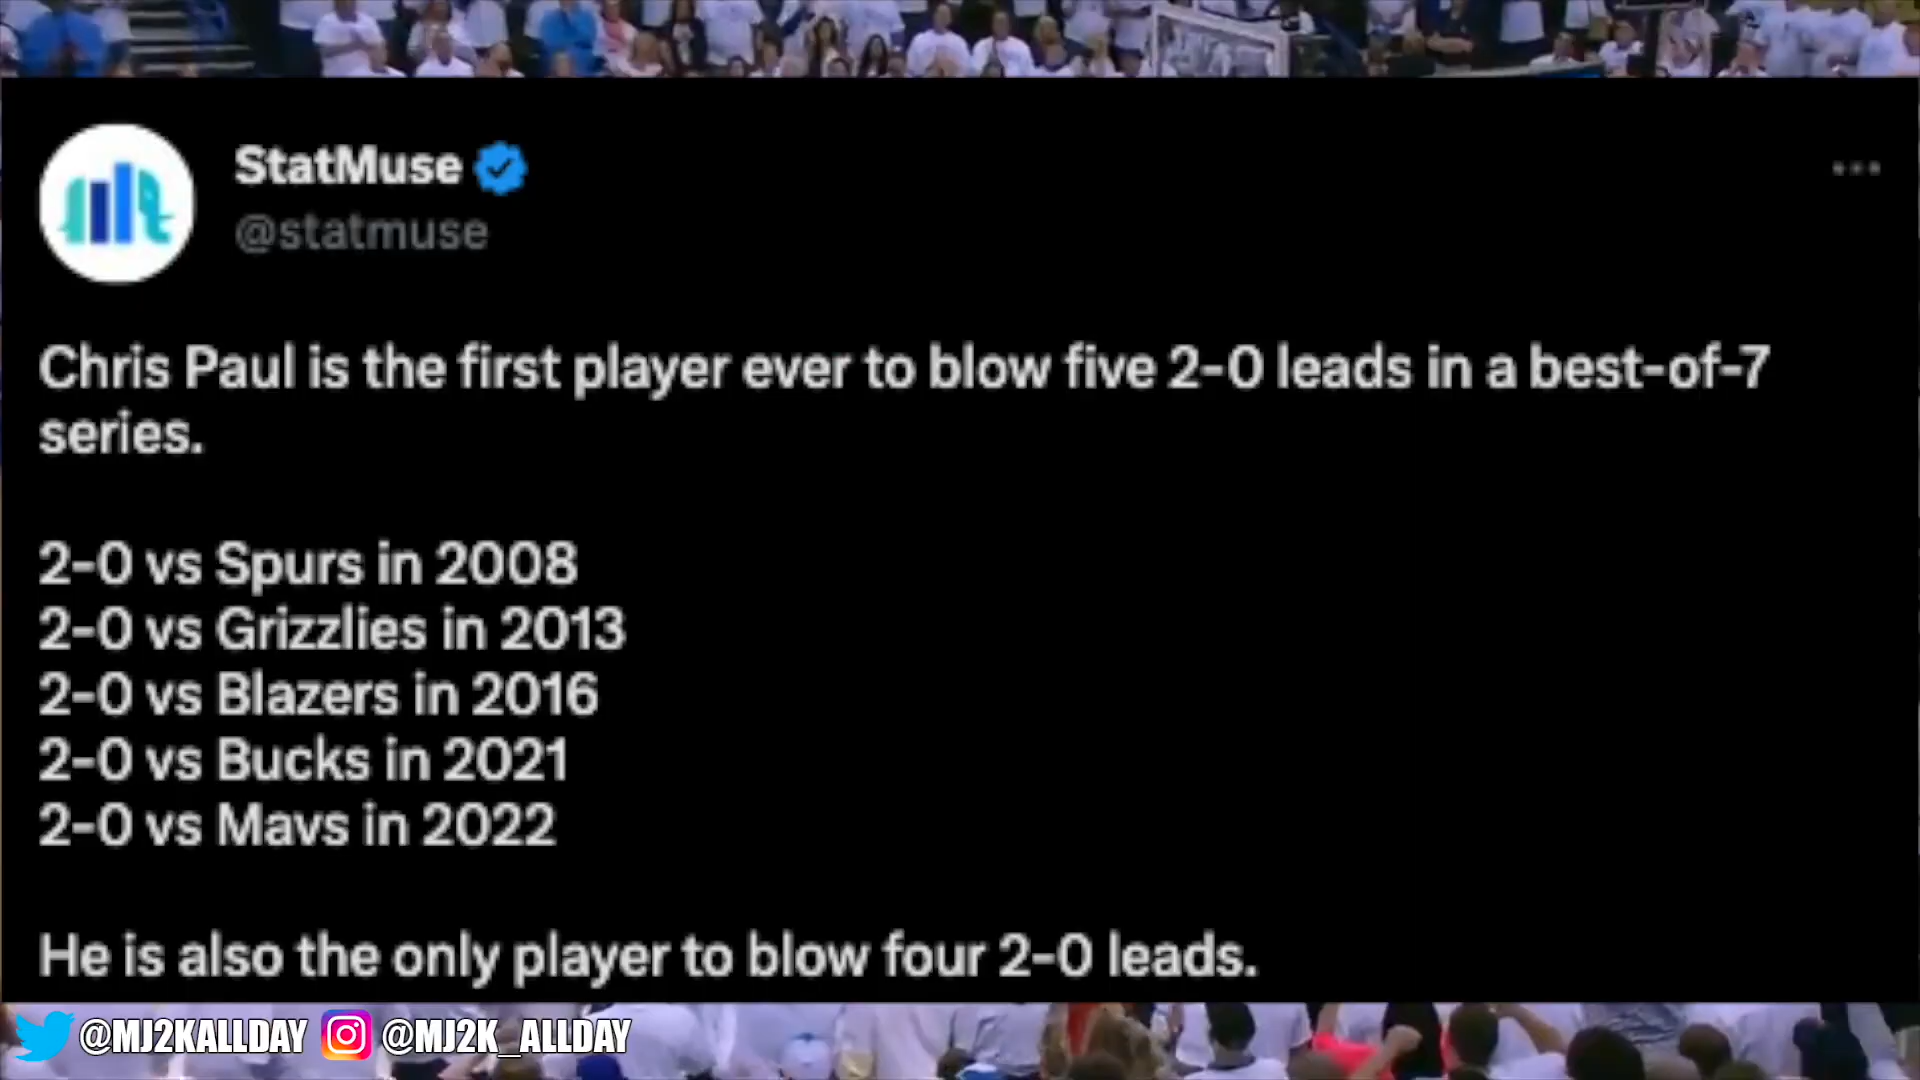 StatMuse
@statmuse
Chris Paul is the first player ever to blow five 2-0 leads in a best-of-7
series.
2-0 vs Spurs in 2008
2-0 vs Grizzlies in 2013
2-0 vs Blazers in 2016
2-0 vs Bucks in 2021
2-0 vs Mavs in 2022
He is also the only player to blow four 2-0 leads.
@MJ2KALLDAY @MJ2K_ALLDAY